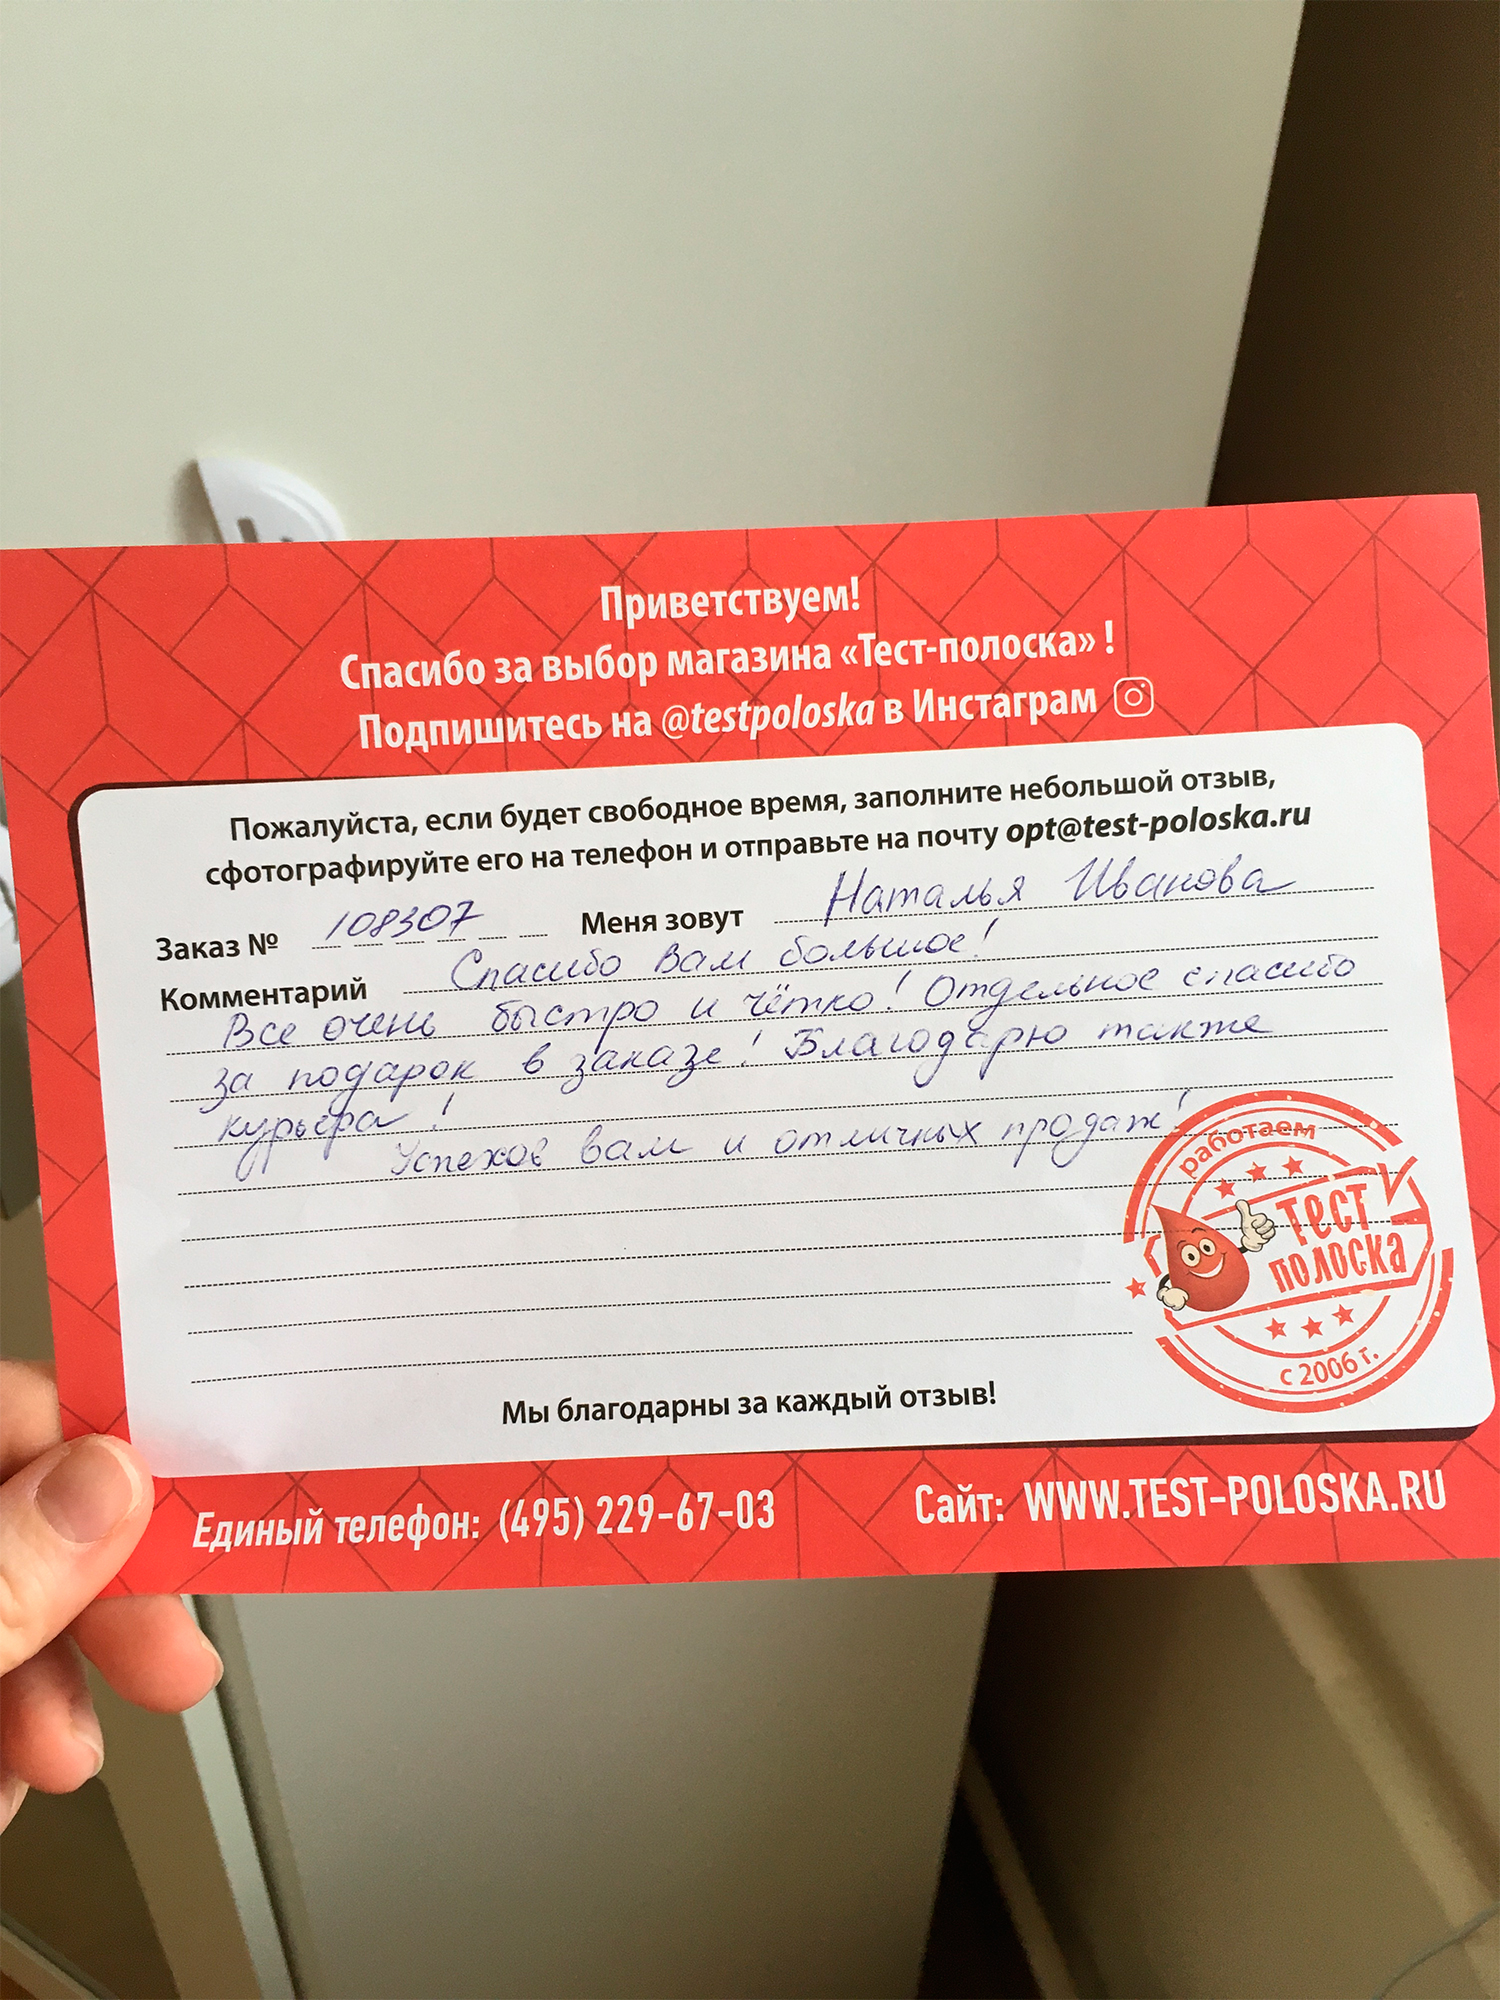 Приветствуем!
Спасибо за выбор магазина «Тест-полоска» !
Подпишитесь на @testpoloska в Инстаграм
Пожалуйста, если будет свободное время, заполните небольшой отзыв,
сфотографируйте его на телефон и отправьте на почту opt@test-poloska.ru
Заказ № 108307 Меня зовут Наталья Иванова
Комментарий Спасибо Вам большое!
Все очень быстро и чётко! Отдельное спасибо
за подарок в заказе! Благодарю также
курьера!
Успехов вам и отличных продаж!
работаем
Тест
полоска
с 2006 г.
Мы благодарны за каждый отзыв!
Единый телефон: (495) 229-67-03 Сайт: WWW.TEST-POLOSKA.RU